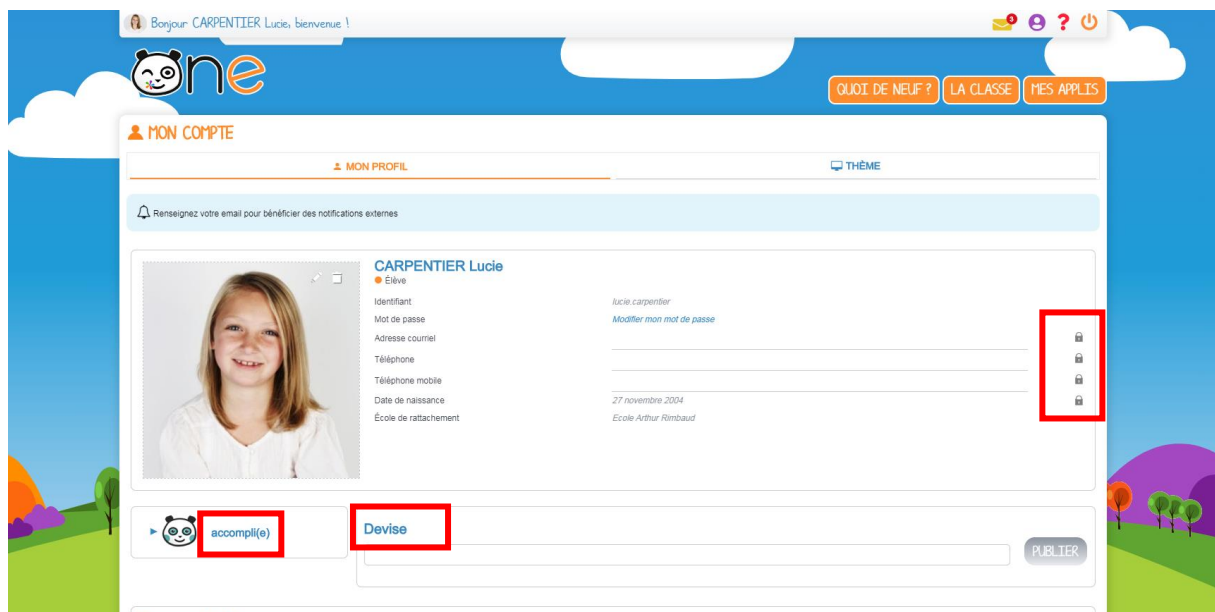 Bonjour CARPENTIER Lucie, bienvenue !
3
?
One
QUOI DE NEUF ?
LA CLASSE
MES APPLIS
MON COMPTE
MON PROFIL
THÈME
Renseignez votre email pour bénéficier des notifications externes
CARPENTIER Lucie
Élève
Identifiant lucie.carpentier
Mot de passe Modifier mon mot de passe
Adresse courriel
Téléphone
Téléphone mobile
Date de naissance 27 novembre 2004
École de rattachement Ecole Arthur Rimbaud
accompli(e)
Devise
PUBLIER